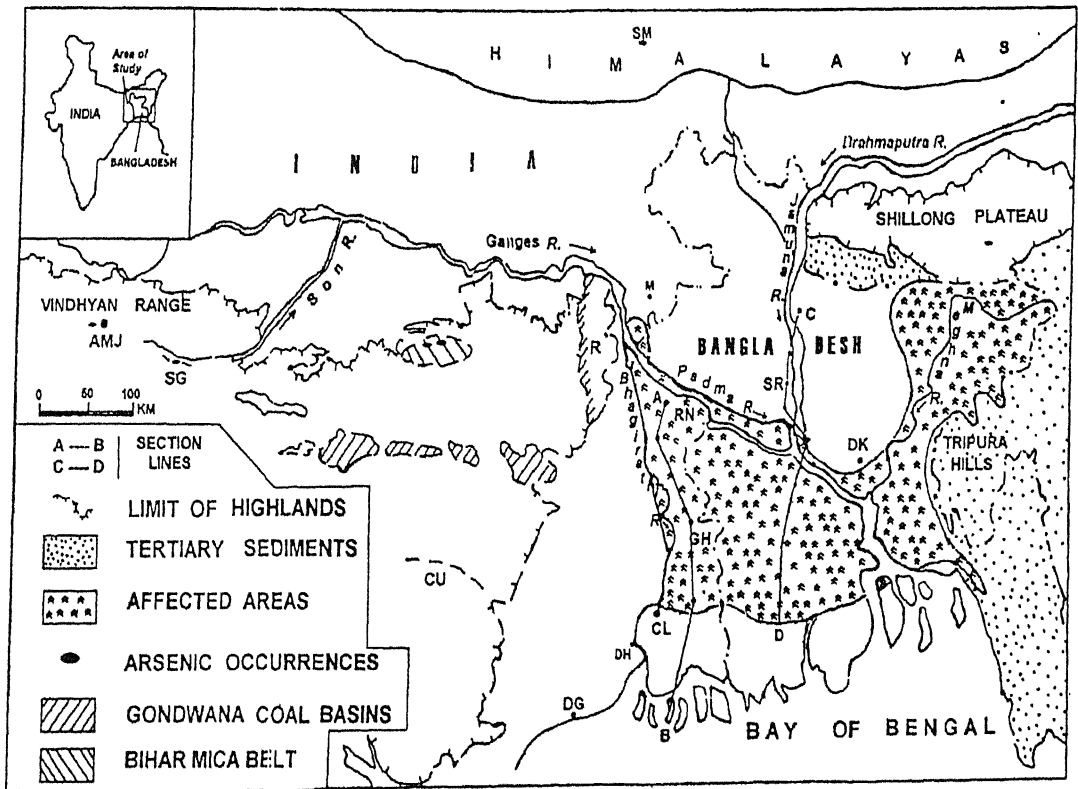 Area of
Study
INDIA
BANGLADESH
SM
H I M A L A Y A S
I N D I A
Brahmaputra R.
SHILLONG PLATEAU
Jamuna R.
Ganges R.
Son R.
M
VINDHYAN RANGE
AMJ
SG
C
R
BANGLA DESH
Meghna R.
Padma R.
SR
Bhagirathi R.
A
RN
DK
TRIPURA
HILLS
0 50 100
KM
A — B
C — D
SECTION
LINES
LIMIT OF HIGHLANDS
TERTIARY SEDIMENTS
AFFECTED AREAS
ARSENIC OCCURRENCES
GONDWANA COAL BASINS
BIHAR MICA BELT
GH
CU
CL
D
DH
DG
B
BAY OF BENGAL